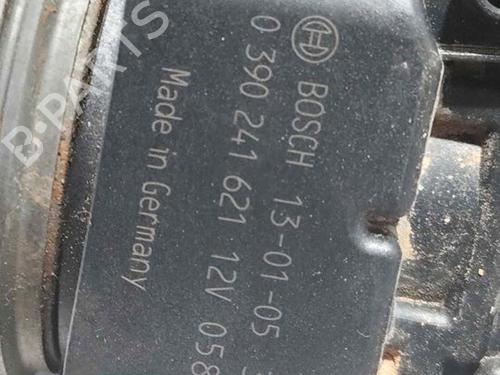 BOSCH 13-01-05
0 390 241 621 12V 058
Made in Germany
B-PARTS